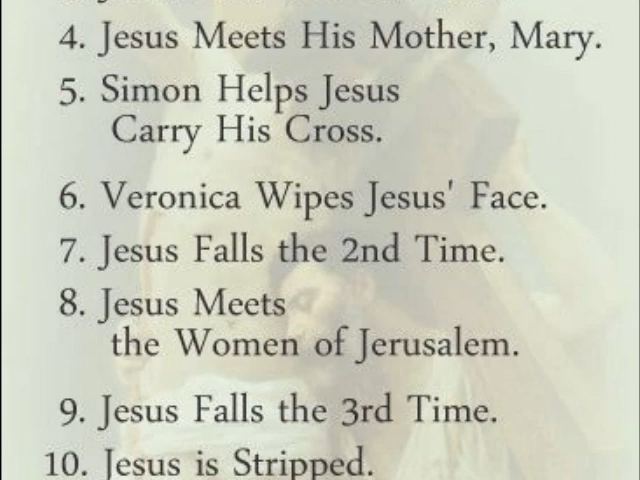 4. Jesus Meets His Mother, Mary.
5. Simon Helps Jesus
Carry His Cross.
6. Veronica Wipes Jesus' Face.
7. Jesus Falls the 2nd Time.
8. Jesus Meets
the Women of Jerusalem.
9. Jesus Falls the 3rd Time.
10. Jesus is Stripped.